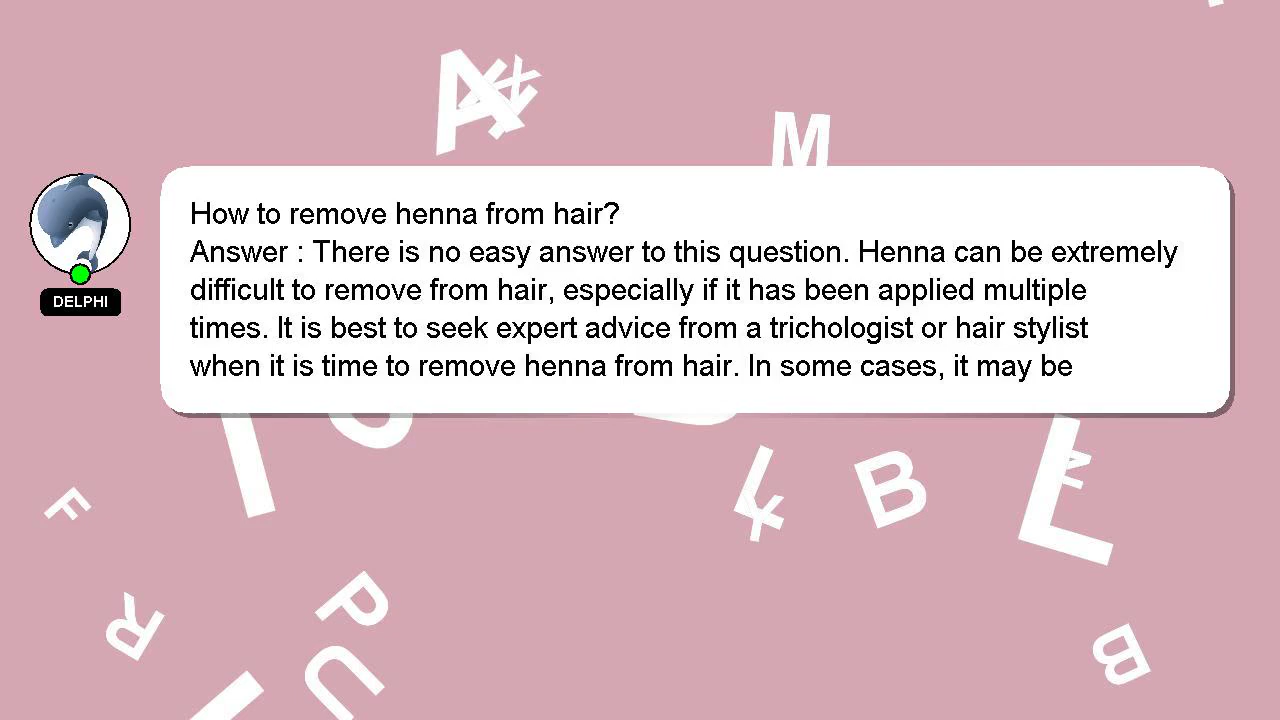 A
M
How to remove henna from hair?
Answer : There is no easy answer to this question. Henna can be extremely
difficult to remove from hair, especially if it has been applied multiple
times. It is best to seek expert advice from a trichologist or hair stylist
when it is time to remove henna from hair. In some cases, it may be
DELPHI
F
B
L
R
P
U
B